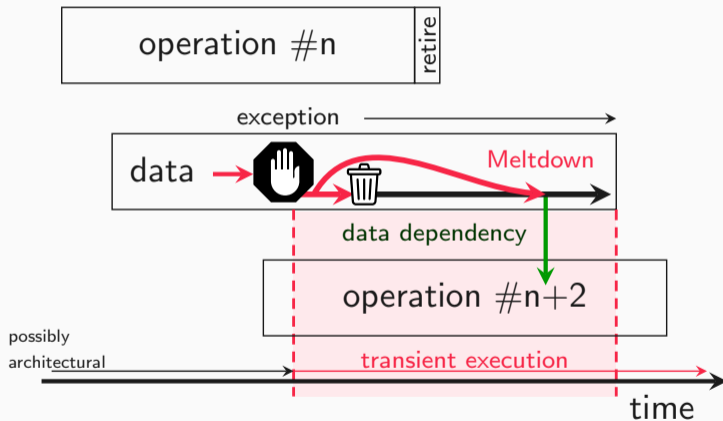 operation #n
retire
exception
data
Meltdown
data dependency
operation #n+2
possibly
architectural
transient execution
time